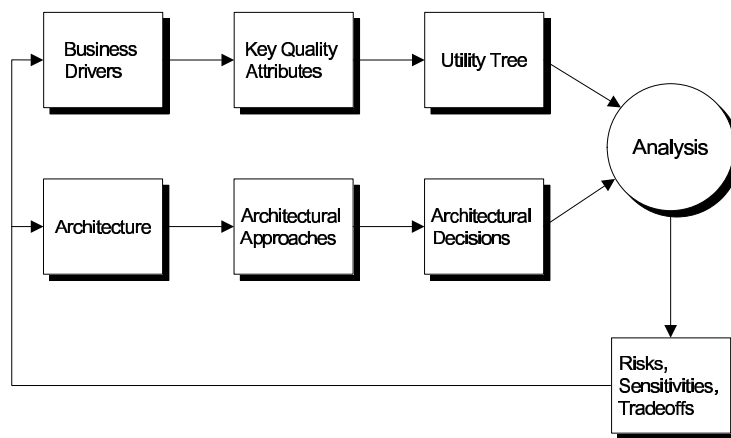 Business
Drivers
Key Quality
Attributes
Utility Tree
Analysis
Architecture
Architectural
Approaches
Architectural
Decisions
Risks,
Sensitivities,
Tradeoffs